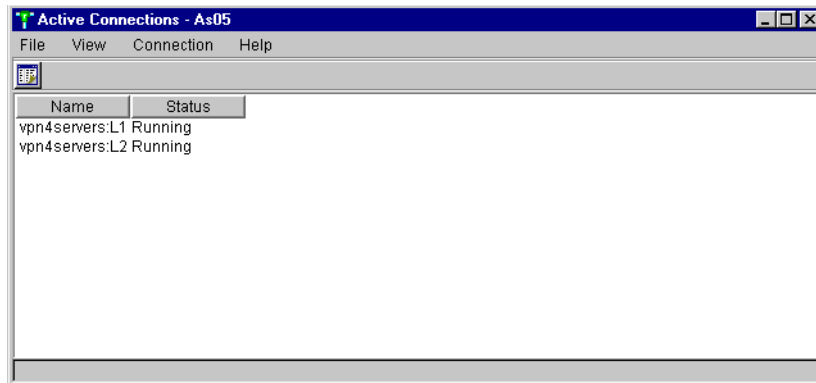 Active Connections - As05
File View Connection Help
Name Status
vpn4servers:L1 Running
vpn4servers:L2 Running